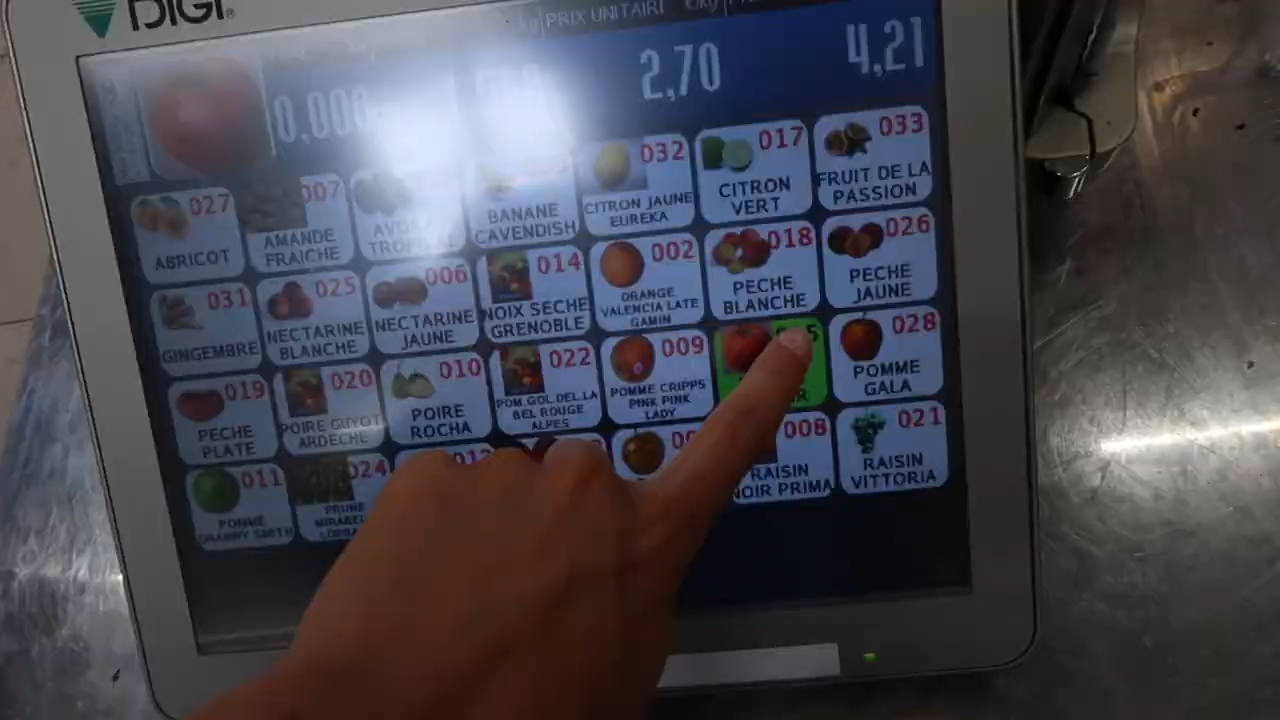 DIGI®
kg PRIX UNITAIRE €/kg
0,000
2,70
4,21
027
ABRICOT
007
AMANDE
FRAICHE
BANANE
CAVENDISH
032
CITRON JAUNE
EUREKA
017
CITRON
VERT
033
FRUIT DE LA
PASSION
031
GINGEMBRE
025
NECTARINE
BLANCHE
006
NECTARINE
JAUNE
014
NOIX SECHE
GRENOBLE
002
ORANGE
VALENCIA LATE
GAMIN
018
PECHE
BLANCHE
026
PECHE
JAUNE
019
PECHE
PLATE
020
POIRE GUYOT
ARDECHE
010
POIRE
ROCHA
022
POM.GOL.DEL.LA
BEL ROUGE
ALPES
009
POMME CRIPPS
PINK PINK
LADY
5
028
POMME
GALA
011
POMME
GRANNY SMITH
024
PRUNE
008
RAISIN
NOIR PRIMA
021
RAISIN
VITTORIA